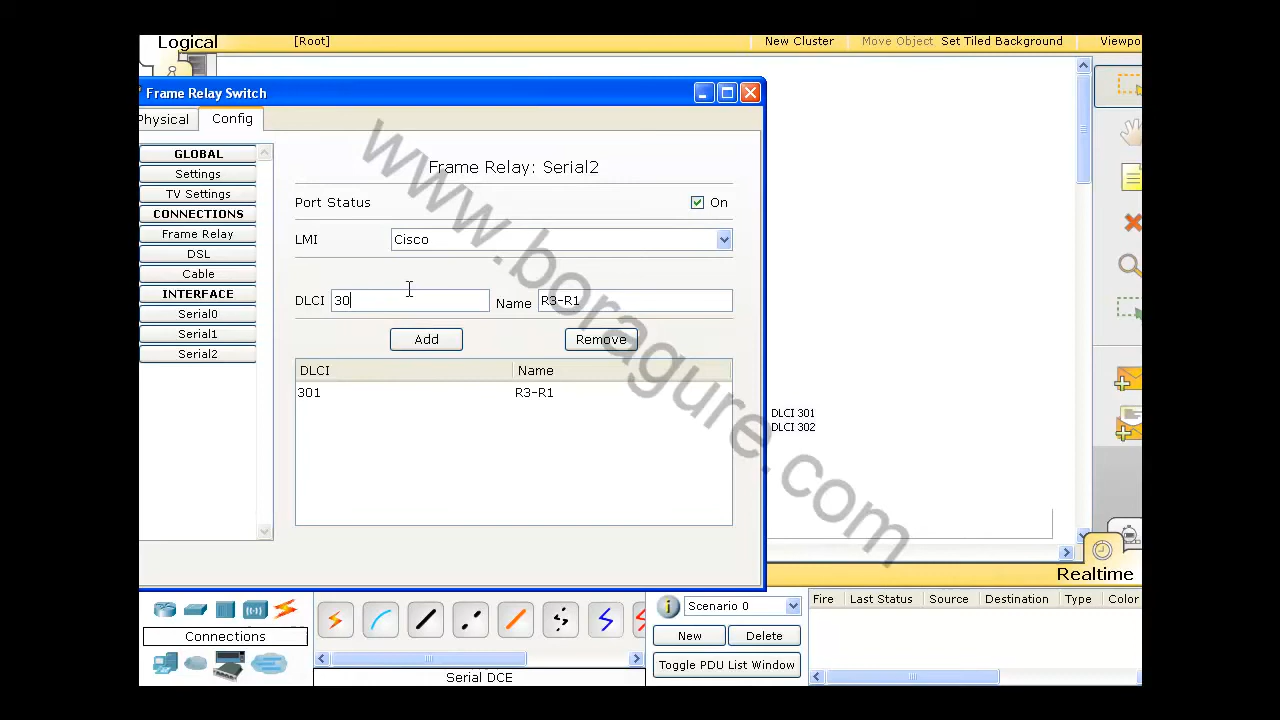 Logical
[Root]
New Cluster
Move Object
Set Tiled Background
Viewpo
Frame Relay Switch
Physical
Config
GLOBAL
Settings
TV Settings
CONNECTIONS
Frame Relay
DSL
Cable
INTERFACE
Serial0
Serial1
Serial2
Frame Relay: Serial2
Port Status
On
LMI
Cisco
DLCI
30
Name
R3-R1
Add
Remove
DLCI
Name
301
R3-R1
DLCI 301
DLCI 302
www.boragure.com
Realtime
Connections
Serial DCE
Scenario 0
New
Delete
Toggle PDU List Window
Fire
Last Status
Source
Destination
Type
Color